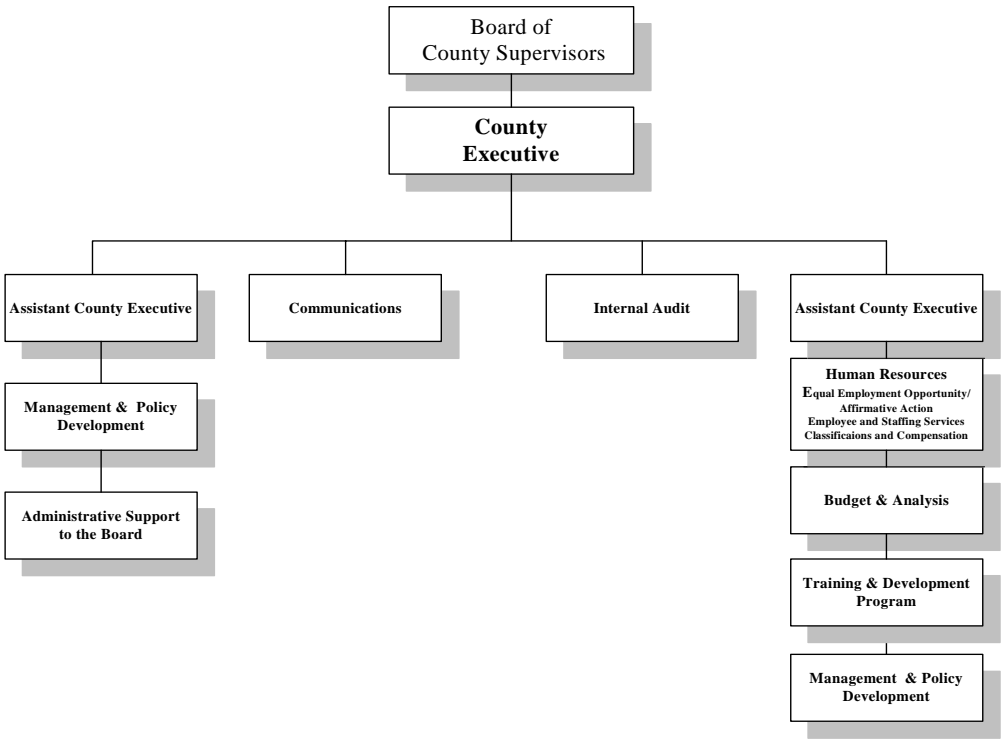 Board of
County Supervisors
County
Executive
Assistant County Executive
Communications
Internal Audit
Assistant County Executive
Management & Policy
Development
Administrative Support
to the Board
Human Resources
Equal Employment Opportunity/
Affirmative Action
Employee and Staffing Services
Classificaions and Compensation
Budget & Analysis
Training & Development
Program
Management & Policy
Development